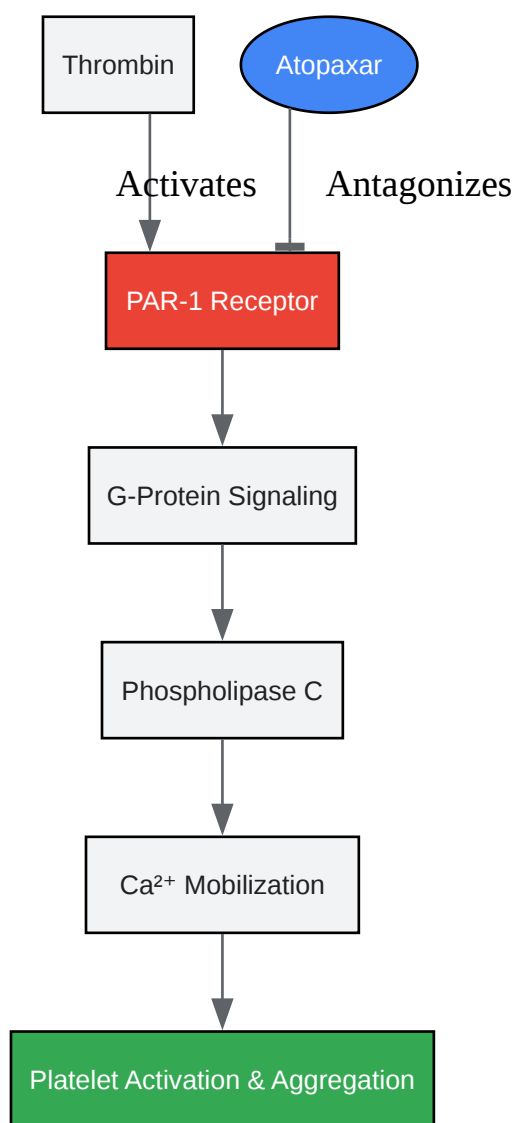 Thrombin
Atopaxar
Activates
Antagonizes
PAR-1 Receptor
G-Protein Signaling
Phospholipase C
Ca²⁺ Mobilization
Platelet Activation & Aggregation